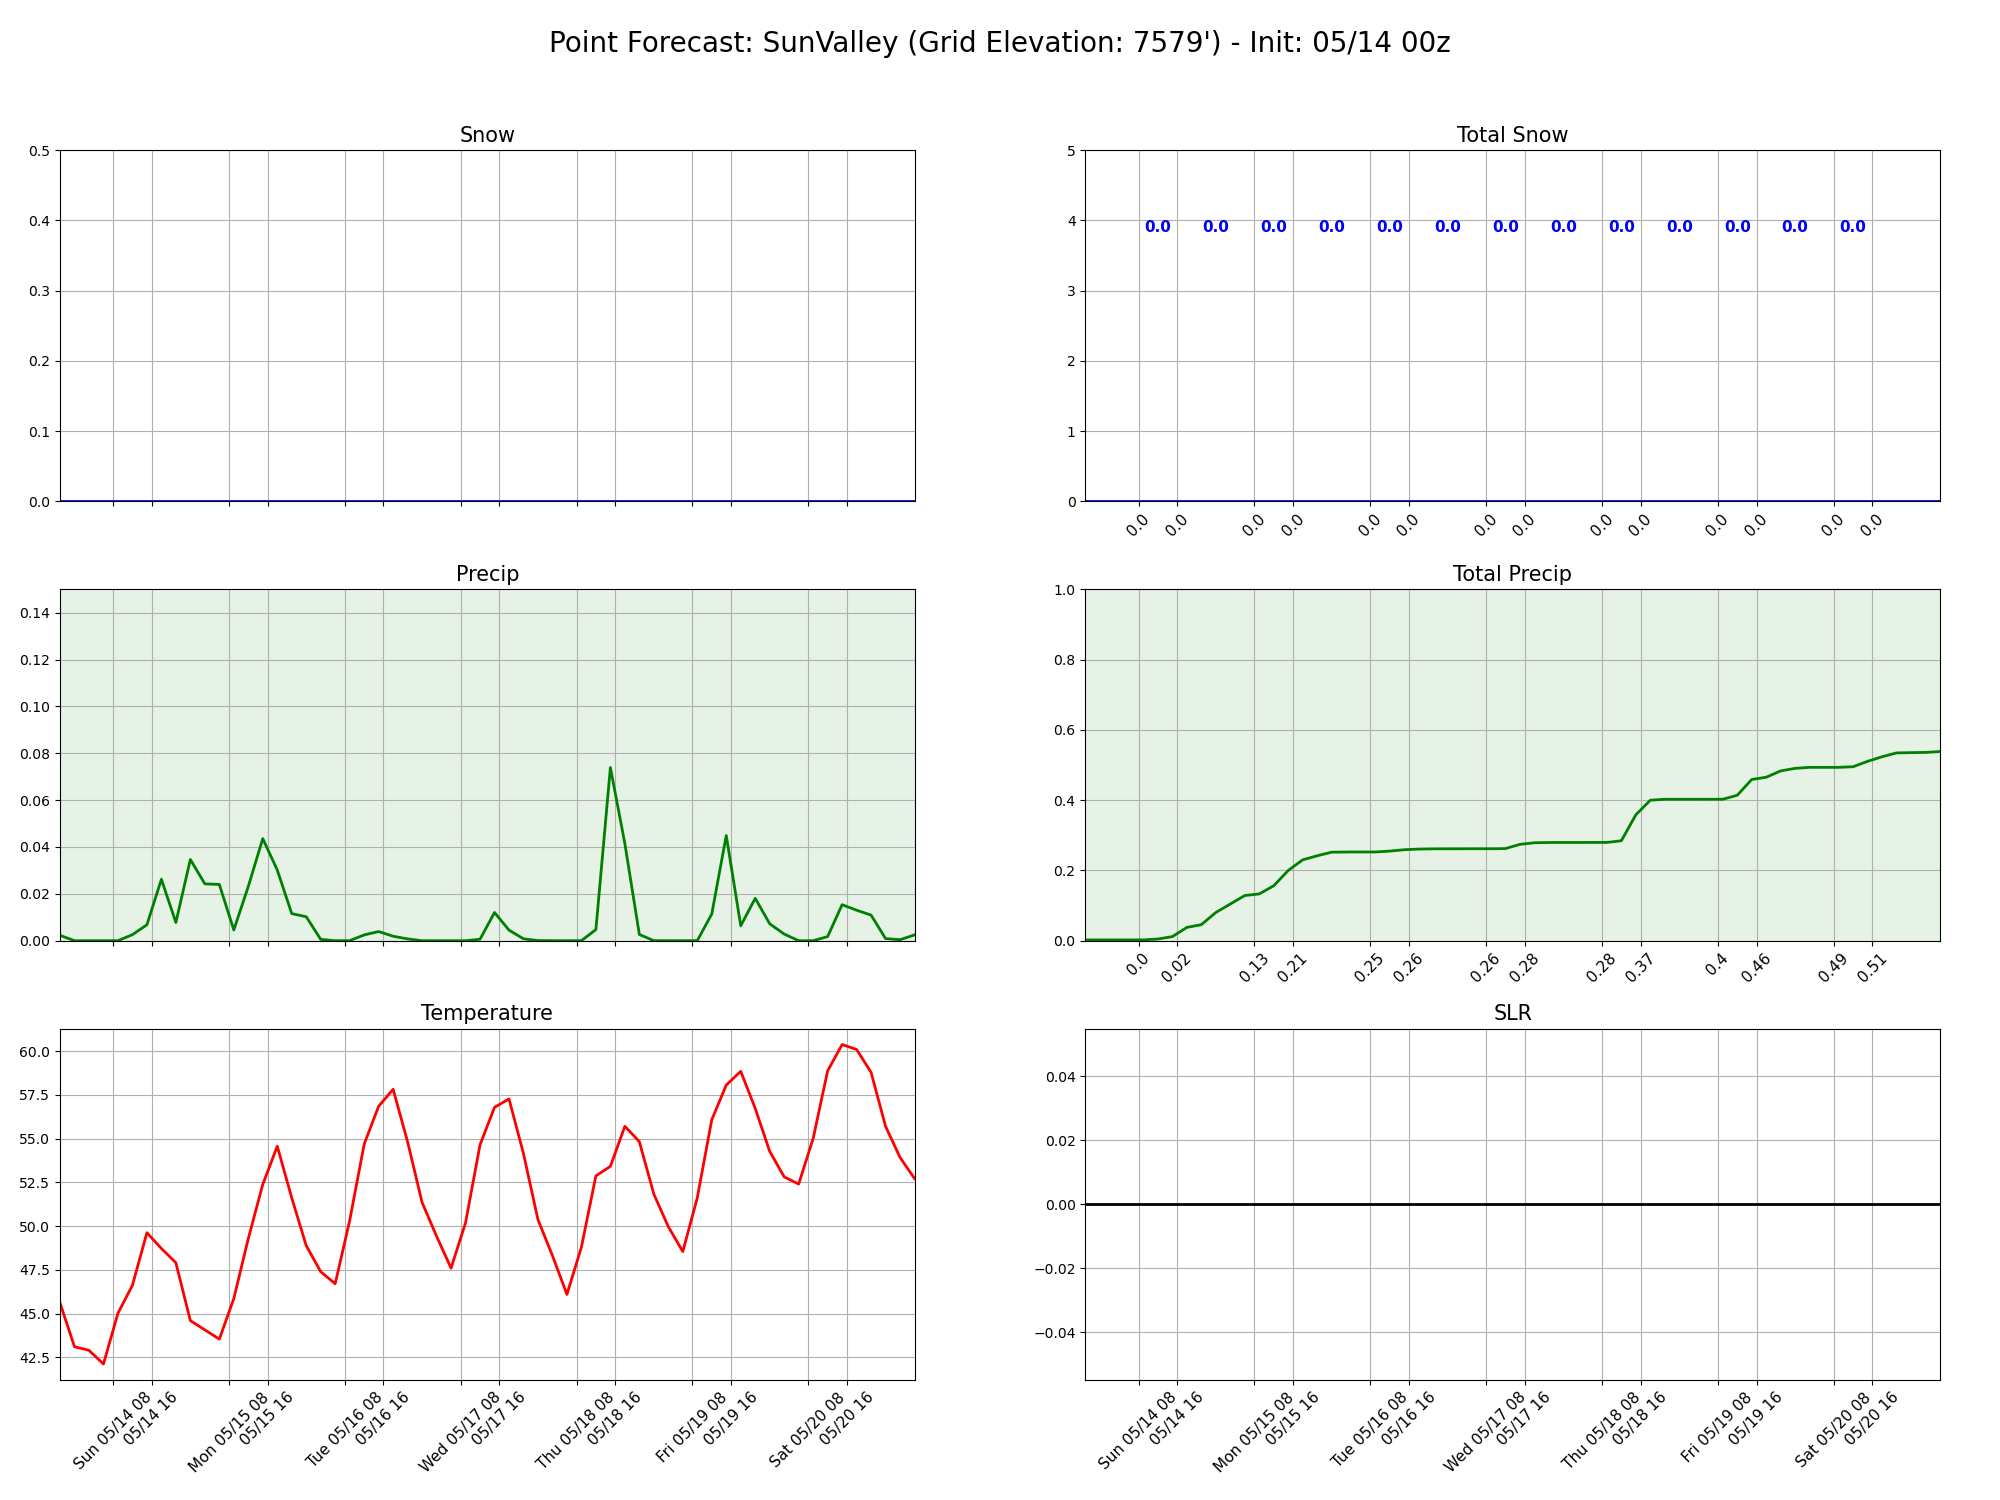 Point Forecast: SunValley (Grid Elevation: 7579') - Init: 05/14 00z
Snow
0.5
0.4
0.3
0.2
0.1
0.0
Total Snow
5
4
3
2
1
0
0.0 0.0 0.0 0.0 0.0 0.0 0.0 0.0 0.0 0.0 0.0 0.0 0.0
0.0 0.0 0.0 0.0 0.0 0.0 0.0 0.0 0.0 0.0 0.0 0.0 0.0 0.0
Precip
0.14
0.12
0.10
0.08
0.06
0.04
0.02
0.00
Total Precip
1.0
0.8
0.6
0.4
0.2
0.0
0.0 0.02 0.13 0.21 0.25 0.26 0.26 0.28 0.28 0.37 0.4 0.46 0.49 0.51
Temperature
60.0
57.5
55.0
52.5
50.0
47.5
45.0
42.5
Sun 05/14 08
05/14 16
Mon 05/15 08
05/15 16
Tue 05/16 08
05/16 16
Wed 05/17 08
05/17 16
Thu 05/18 08
05/18 16
Fri 05/19 08
05/19 16
Sat 05/20 08
05/20 16
SLR
0.04
0.02
0.00
−0.02
−0.04
Sun 05/14 08
05/14 16
Mon 05/15 08
05/15 16
Tue 05/16 08
05/16 16
Wed 05/17 08
05/17 16
Thu 05/18 08
05/18 16
Fri 05/19 08
05/19 16
Sat 05/20 08
05/20 16